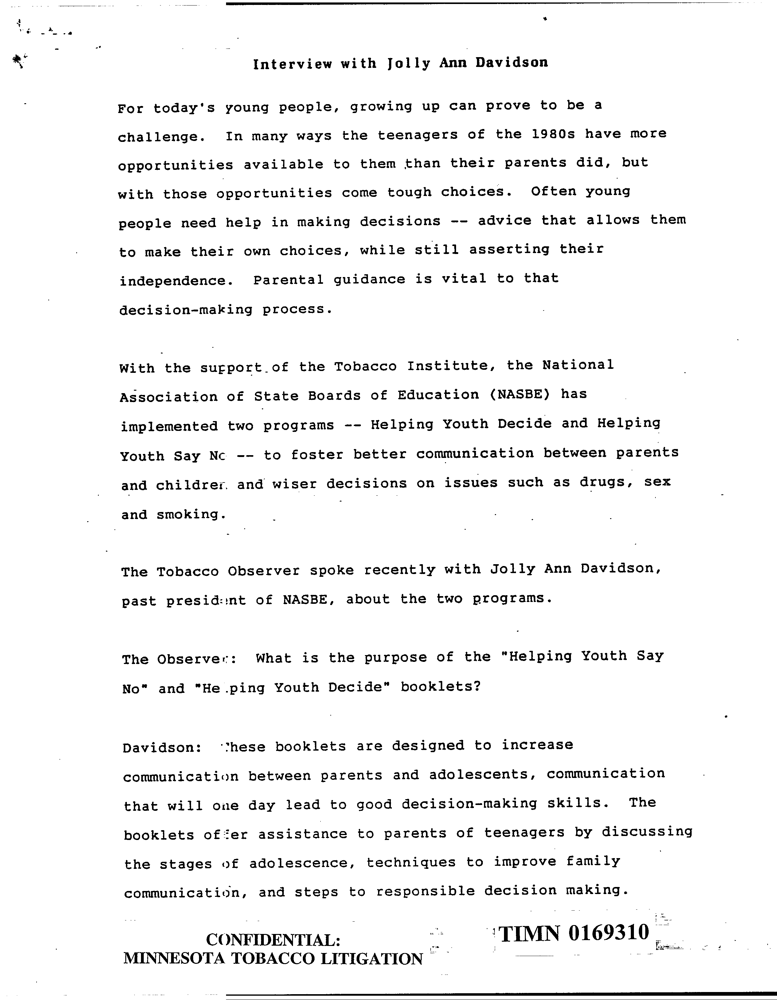 Interview with Jolly Ann Davidson
For today's young people, growing up can prove to be a
challenge. In many ways the teenagers of the 1980s have more
opportunities available to them than their parents did, but
with those opportunities come tough choices. Often young
people need help in making decisions -- advice that allows them
to make their own choices, while still asserting their
independence. Parental guidance is vital to that
decision-making process.
With the support of the Tobacco Institute, the National
Association of State Boards of Education (NASBE) has
implemented two programs -- Helping Youth Decide and Helping
Youth Say No -- to foster better communication between parents
and children and wiser decisions on issues such as drugs, sex
and smoking.
The Tobacco Observer spoke recently with Jolly Ann Davidson,
past president of NASBE, about the two programs.
The Observer: What is the purpose of the "Helping Youth Say
No" and "Helping Youth Decide" booklets?
Davidson: These booklets are designed to increase
communication between parents and adolescents, communication
that will one day lead to good decision-making skills. The
booklets offer assistance to parents of teenagers by discussing
the stages of adolescence, techniques to improve family
communication, and steps to responsible decision making.
CONFIDENTIAL:
MINNESOTA TOBACCO LITIGATION
TIMN 0169310